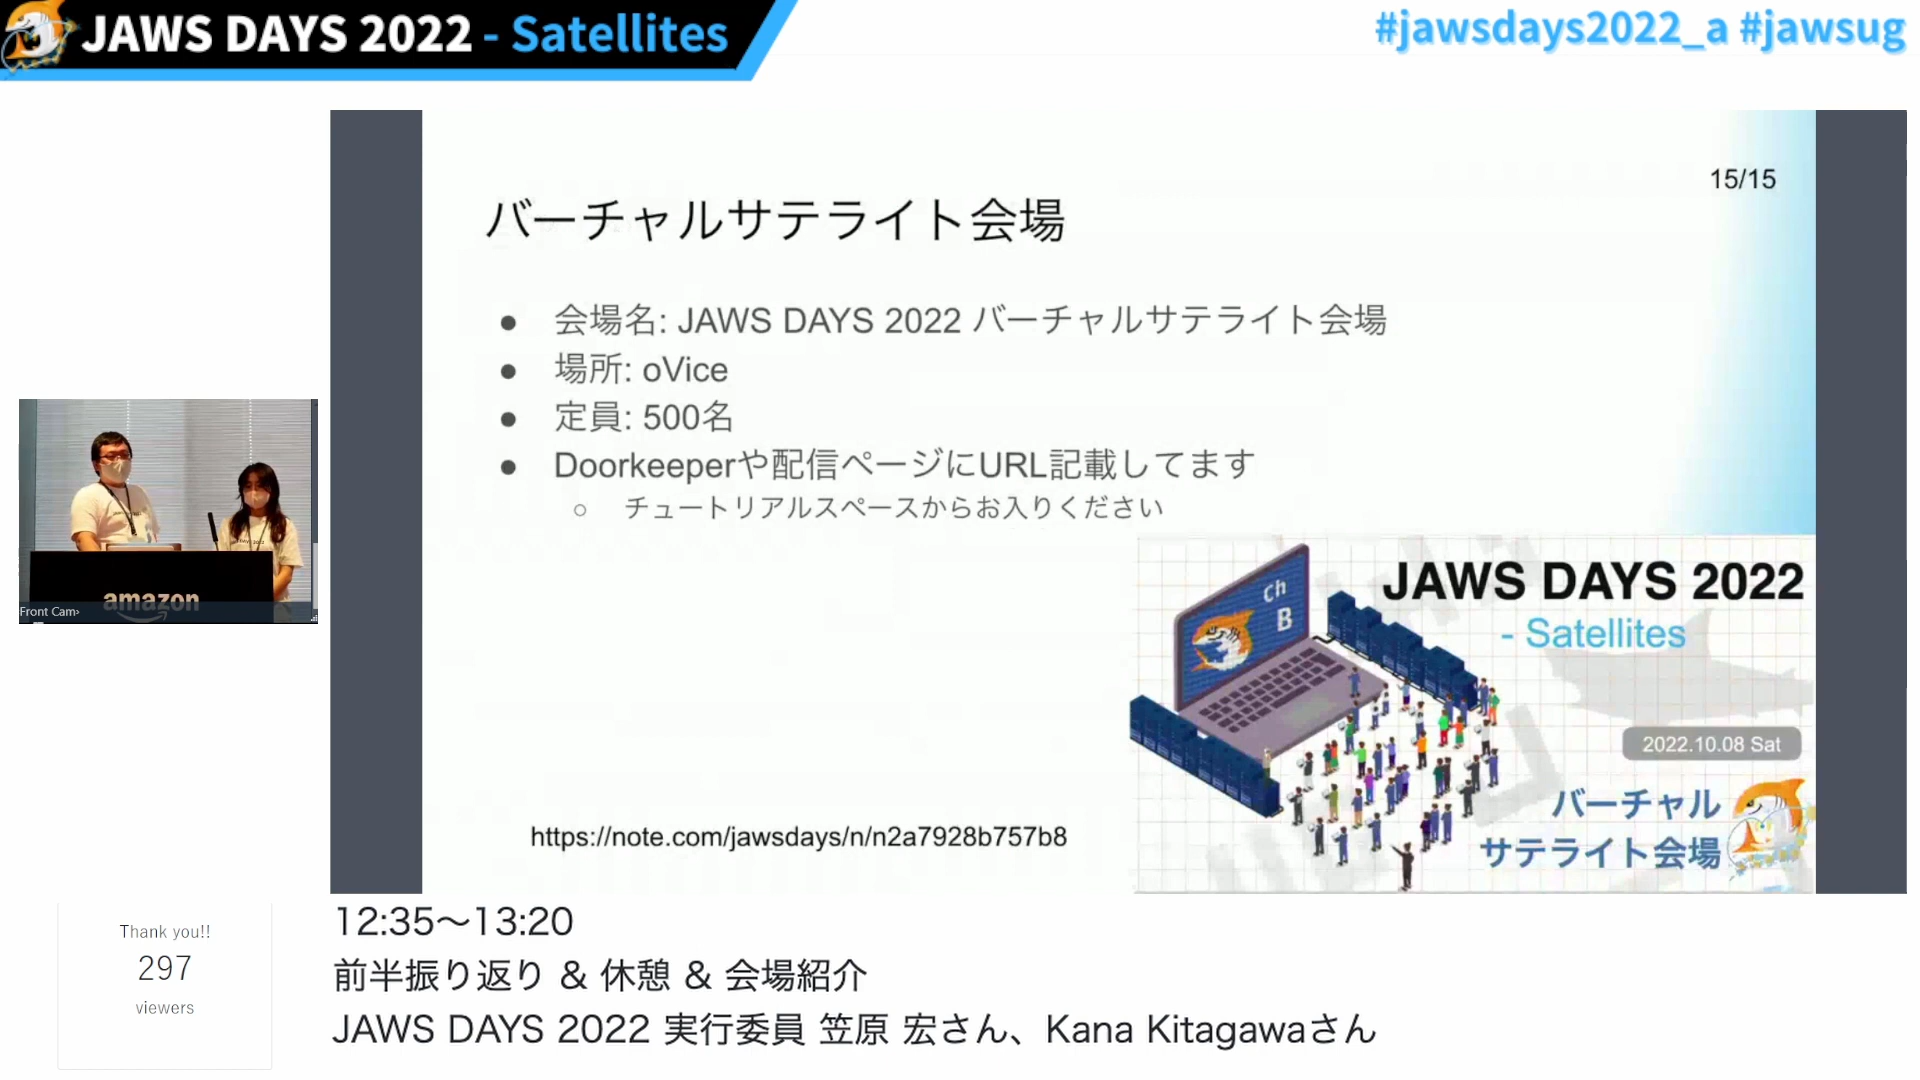 JAWS DAYS 2022 - Satellites
#jawsdays2022_a #jawsug
15/15
バーチャルサテライト会場
● 会場名: JAWS DAYS 2022 バーチャルサテライト会場
● 場所: oVice
● 定員: 500名
● Doorkeeperや配信ページにURL記載してます
○ チュートリアルスペースからお入りください
Ch
B
JAWS DAYS 2022
- Satellites
2022.10.08 Sat
バーチャル
サテライト会場
https://note.com/jawsdays/n/n2a7928b757b8
amazon
Front Cam
Thank you!!
297
viewers
12:35〜13:20
前半振り返り & 休憩 & 会場紹介
JAWS DAYS 2022 実行委員 笠原 宏さん、Kana Kitagawaさん